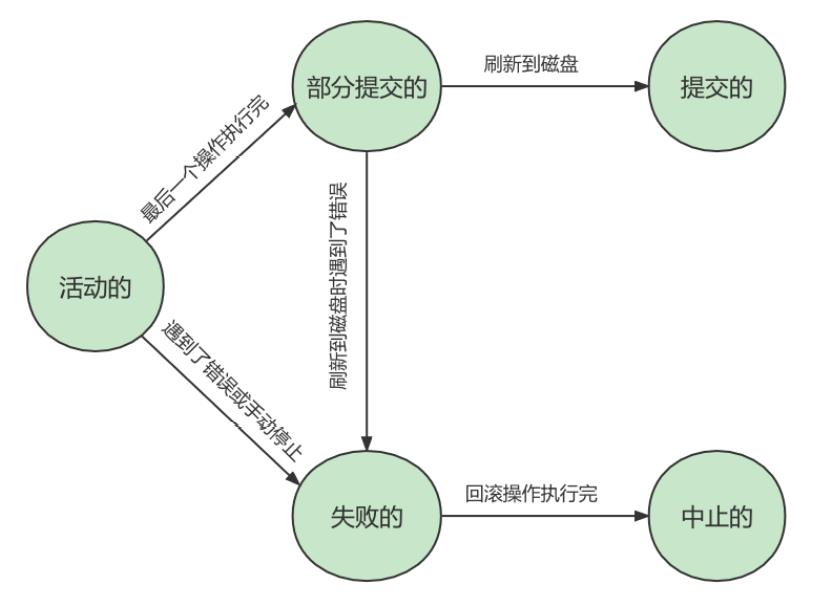 部分提交的
刷新到磁盘
提交的
最后一个操作执行完
活动的
刷新到磁盘时遇到了错误
遇到了错误或手动停止
失败的
回滚操作执行完
中止的